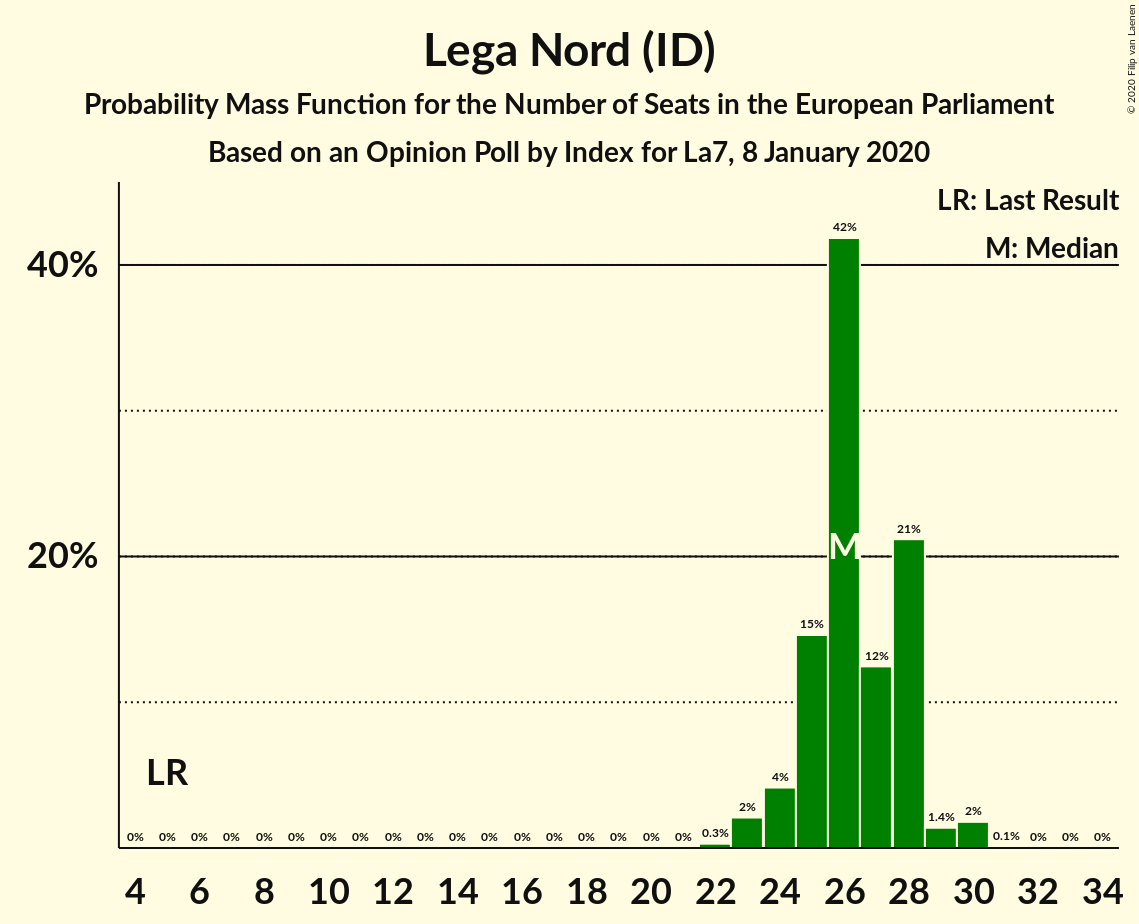 Lega Nord (ID)
Probability Mass Function for the Number of Seats in the European Parliament
Based on an Opinion Poll by Index for La7, 8 January 2020
© 2020 Filip van Laenen
LR: Last Result
M: Median
40%
20%
42%
M
21%
15%
12%
LR
4%
2%
1.4%
2%
0% 0% 0% 0% 0% 0% 0% 0% 0% 0% 0% 0% 0% 0% 0% 0% 0% 0% 0.3% 0.1% 0% 0% 0%
4 6 8 10 12 14 16 18 20 22 24 26 28 30 32 34